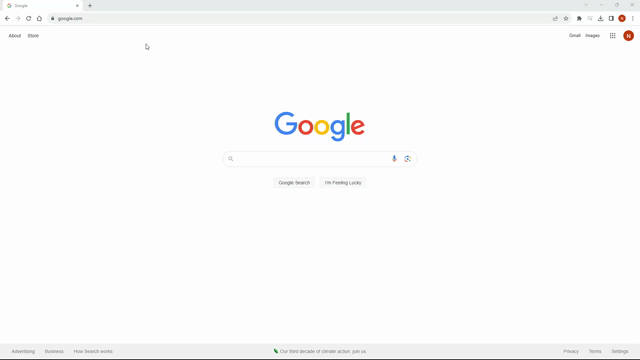 Google
google.com
N
About Store
Gmail Images
N
Google
Google Search I'm Feeling Lucky
Advertising Business How Search works
Our third decade of climate action: join us
Privacy Terms Settings